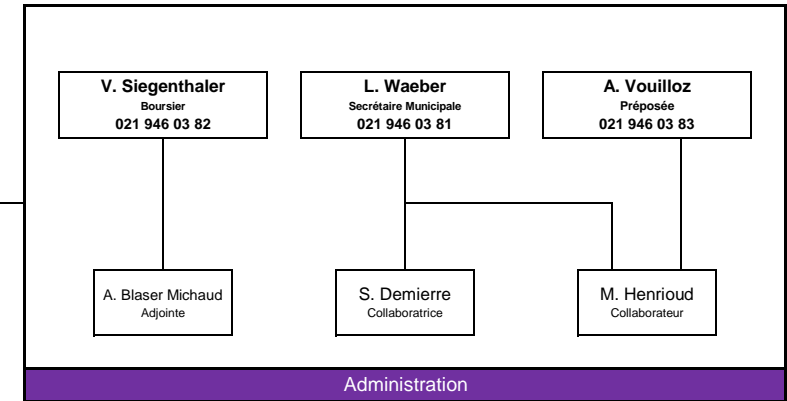 V. Siegenthaler
Boursier
021 946 03 82
L. Waeber
Secrétaire Municipale
021 946 03 81
A. Vouilloz
Préposée
021 946 03 83
A. Blaser Michaud
Adjointe
S. Demierre
Collaboratrice
M. Henrioud
Collaborateur
Administration